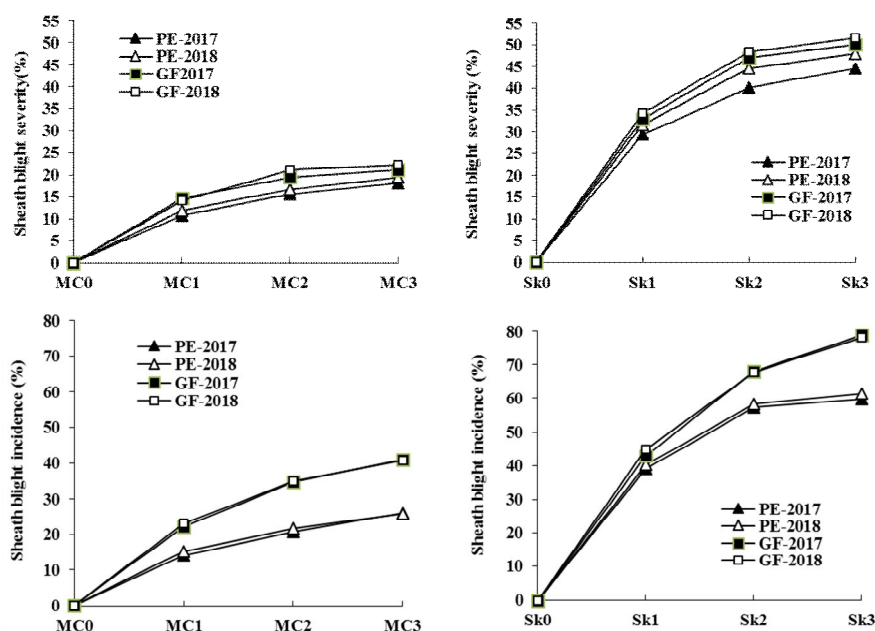 Sheath blight severity(%)
55
50
45
40
35
30
25
20
15
10
5
0
PE-2017
PE-2018
GF2017
GF-2018
MC0 MC1 MC2 MC3
Sheath blight severity (%)
55
50
45
40
35
30
25
20
15
10
5
0
PE-2017
PE-2018
GF-2017
GF-2018
Sk0 Sk1 Sk2 Sk3
Sheath blight incidence (%)
80
70
60
50
40
30
20
10
0
PE-2017
PE-2018
GF-2017
GF-2018
MC0 MC1 MC2 MC3
Sheath blight incidence (%)
80
70
60
50
40
30
20
10
0
PE-2017
PE-2018
GF-2017
GF-2018
Sk0 Sk1 Sk2 Sk3